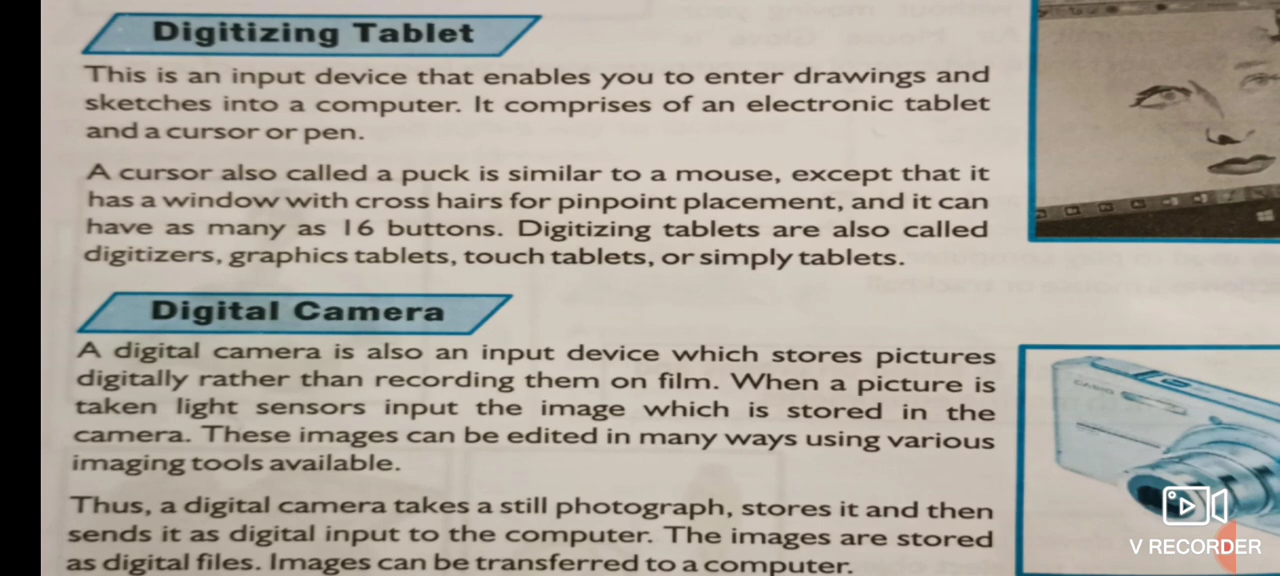 Digitizing Tablet
This is an input device that enables you to enter drawings and
sketches into a computer. It comprises of an electronic tablet
and a cursor or pen.
A cursor also called a puck is similar to a mouse, except that it
has a window with cross hairs for pinpoint placement, and it can
have as many as 16 buttons. Digitizing tablets are also called
digitizers, graphics tablets, touch tablets, or simply tablets.
Digital Camera
A digital camera is also an input device which stores pictures
digitally rather than recording them on film. When a picture is
taken light sensors input the image which is stored in the
camera. These images can be edited in many ways using various
imaging tools available.
Thus, a digital camera takes a still photograph, stores it and then
sends it as digital input to the computer. The images are stored
as digital files. Images can be transferred to a computer.
V RECORDER